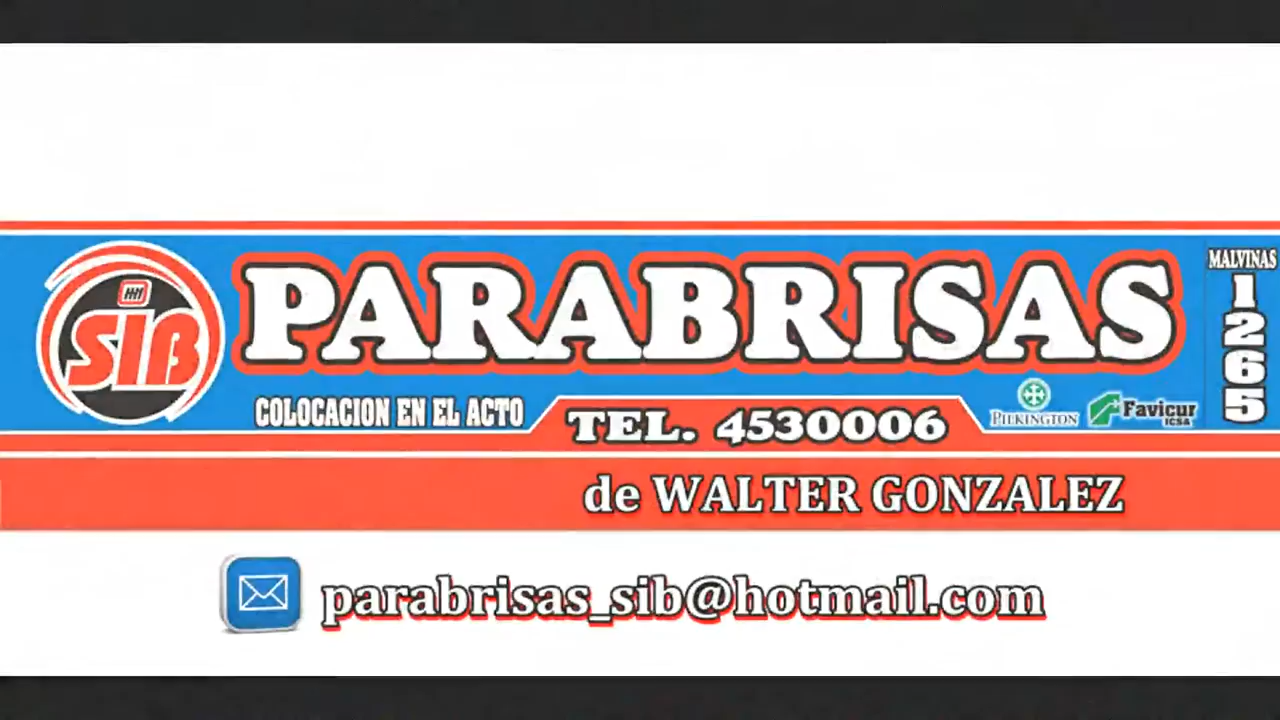 SIB
PARABRISAS
COLOCACION EN EL ACTO
TEL. 4530006
PILKINGTON
Favicur
ICSA
MALVINAS
1265
de WALTER GONZALEZ
parabrisas_sib@hotmail.com